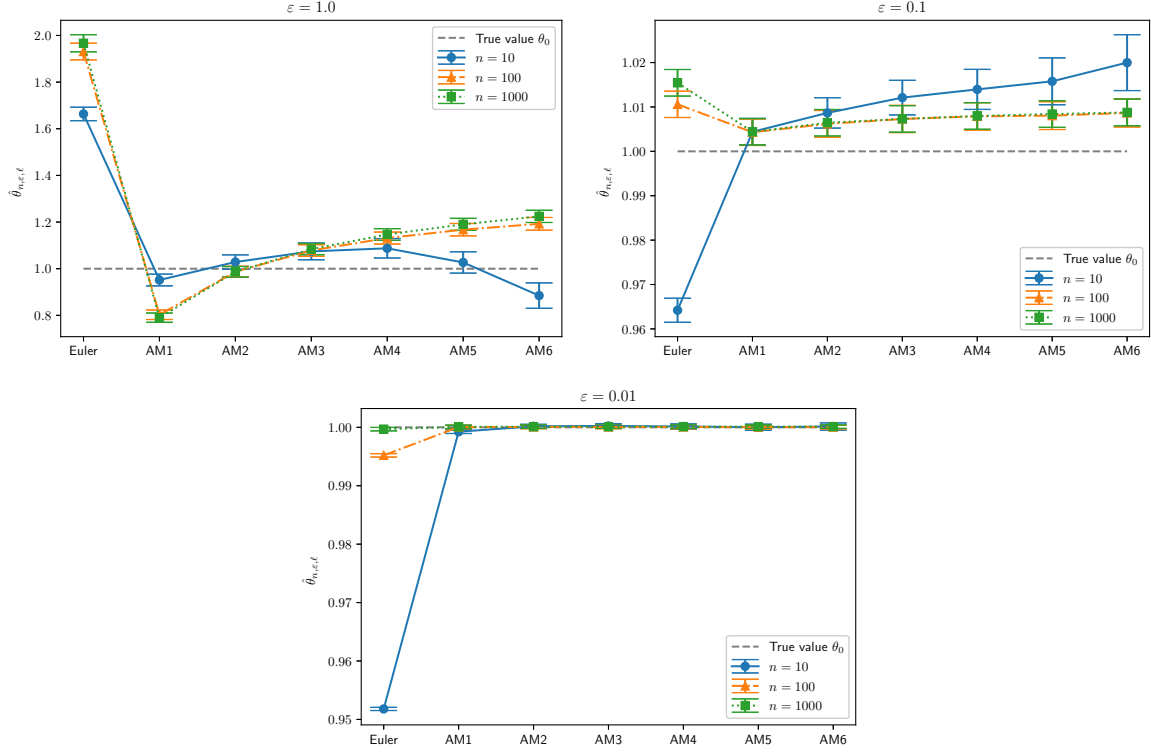 ε = 1.0
2.0
1.8
1.6
1.4
1.2
1.0
0.8
θ̂n,ε,ℓ
Euler AM1 AM2 AM3 AM4 AM5 AM6
True value θ0
n = 10
n = 100
n = 1000
ε = 0.1
1.02
1.01
1.00
0.99
0.98
0.97
0.96
θ̂n,ε,ℓ
Euler AM1 AM2 AM3 AM4 AM5 AM6
True value θ0
n = 10
n = 100
n = 1000
ε = 0.01
1.00
0.99
0.98
0.97
0.96
0.95
θ̂n,ε,ℓ
Euler AM1 AM2 AM3 AM4 AM5 AM6
True value θ0
n = 10
n = 100
n = 1000